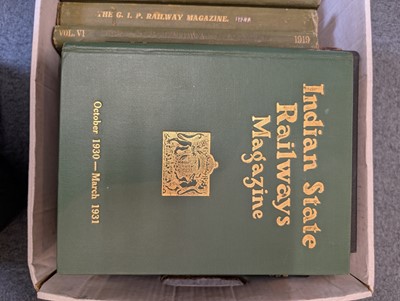 THE G. I. P. RAILWAY MAGAZINE.
VOL. VI 1919
Indian State
Railways
Magazine
October 1930—March 1931